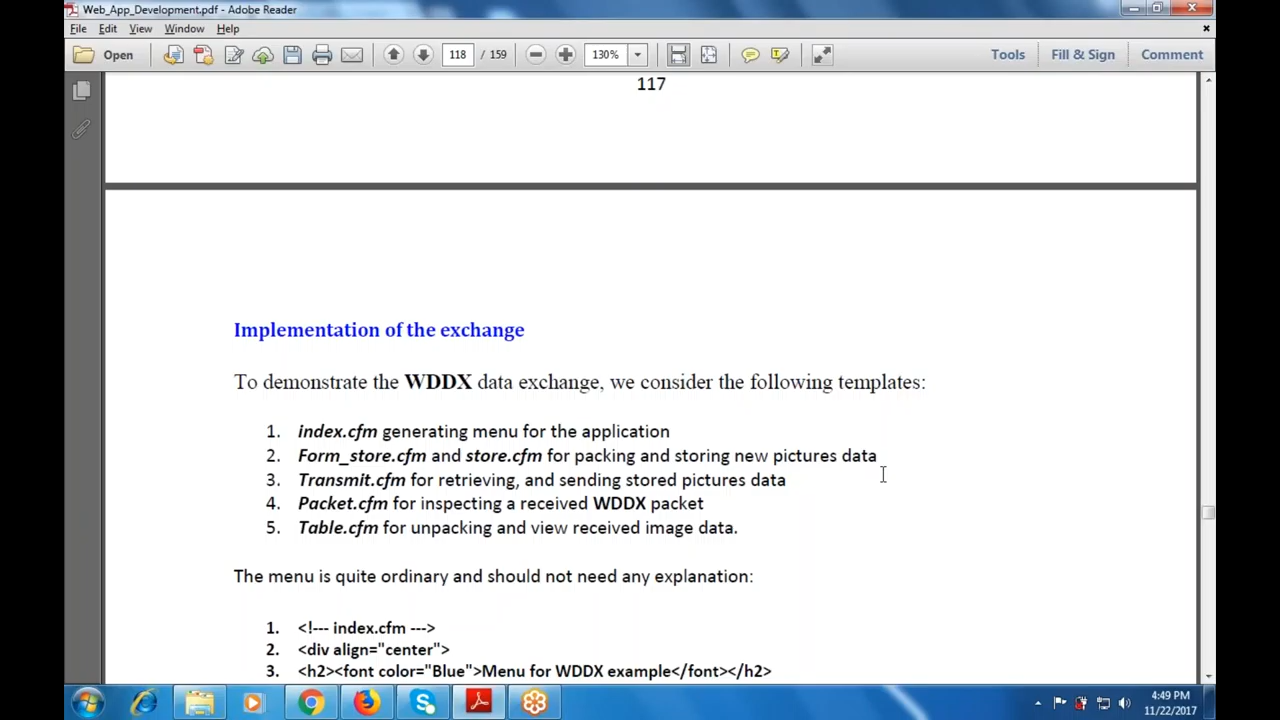 Web_App_Development.pdf - Adobe Reader
File Edit View Window Help
Open 118 / 159 130% Tools Fill & Sign Comment
117
Implementation of the exchange
To demonstrate the WDDX data exchange, we consider the following templates:
1. index.cfm generating menu for the application
2. Form_store.cfm and store.cfm for packing and storing new pictures data
3. Transmit.cfm for retrieving, and sending stored pictures data
4. Packet.cfm for inspecting a received WDDX packet
5. Table.cfm for unpacking and view received image data.
The menu is quite ordinary and should not need any explanation:
1. <!--- index.cfm --->
2. <div align="center">
3. <h2><font color="Blue">Menu for WDDX example</font></h2>
4:49 PM
11/22/2017